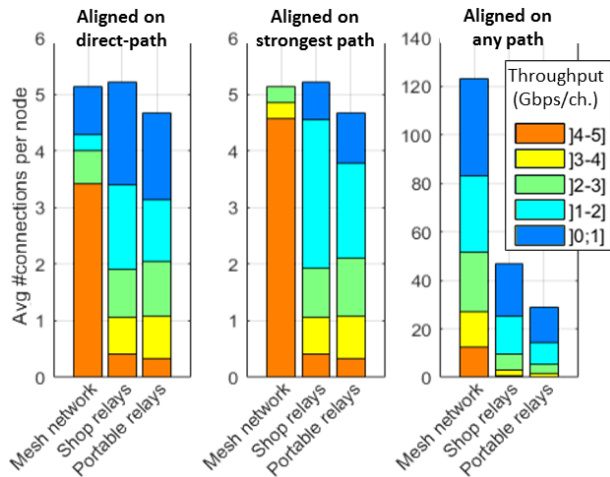 Aligned on
direct-path
Aligned on
strongest path
Aligned on
any path
Avg #connections per node
6
5
4
3
2
1
0
Mesh network
Shop relays
Portable relays
6
5
4
3
2
1
0
Mesh network
Shop relays
Portable relays
140
120
100
80
60
40
20
0
Mesh network
Shop relays
Portable relays
Throughput
(Gbps/ch.)
]4-5]
]3-4]
]2-3]
]1-2]
]0;1]